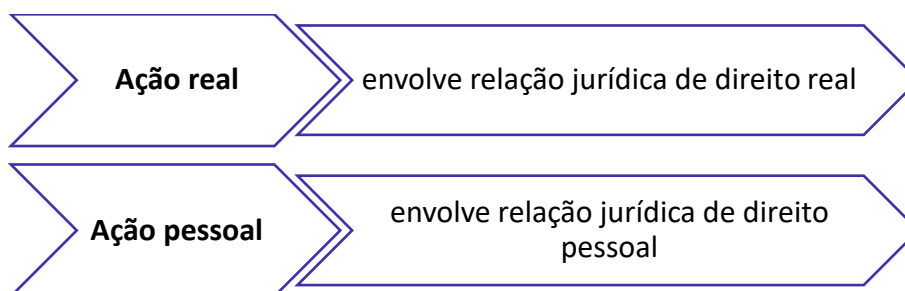 Ação real
envolve relação jurídica de direito real
Ação pessoal
envolve relação jurídica de direito
pessoal